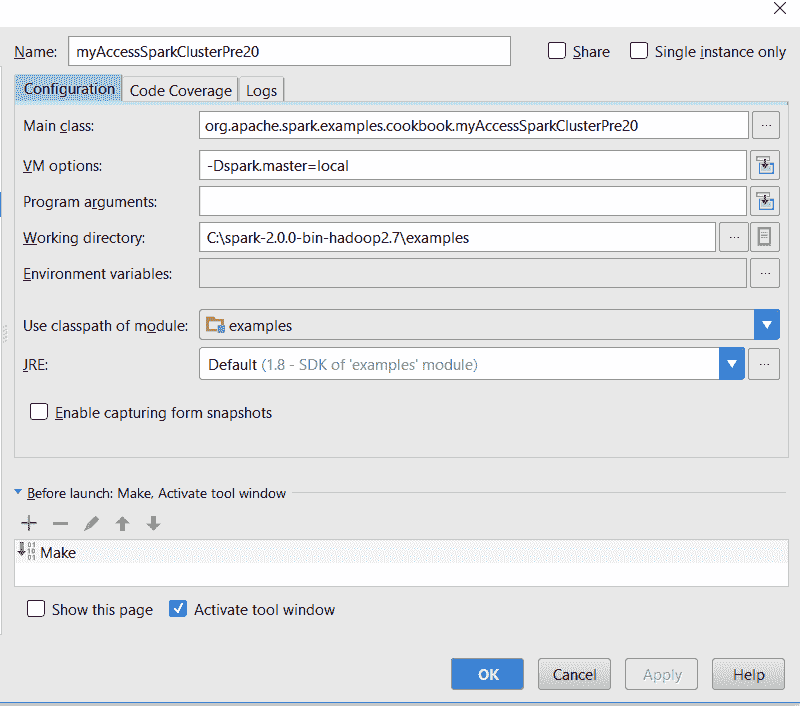 Name: myAccessSparkClusterPre20 Share Single instance only
Configuration Code Coverage Logs
Main class: org.apache.spark.examples.cookbook.myAccessSparkClusterPre20 ...
VM options: -Dspark.master=local
Program arguments:
Working directory: C:\spark-2.0.0-bin-hadoop2.7\examples ...
Environment variables: ...
Use classpath of module: examples
JRE: Default (1.8 - SDK of 'examples' module) ...
Enable capturing form snapshots
Before launch: Make, Activate tool window
Make
Show this page Activate tool window
OK Cancel Apply Help